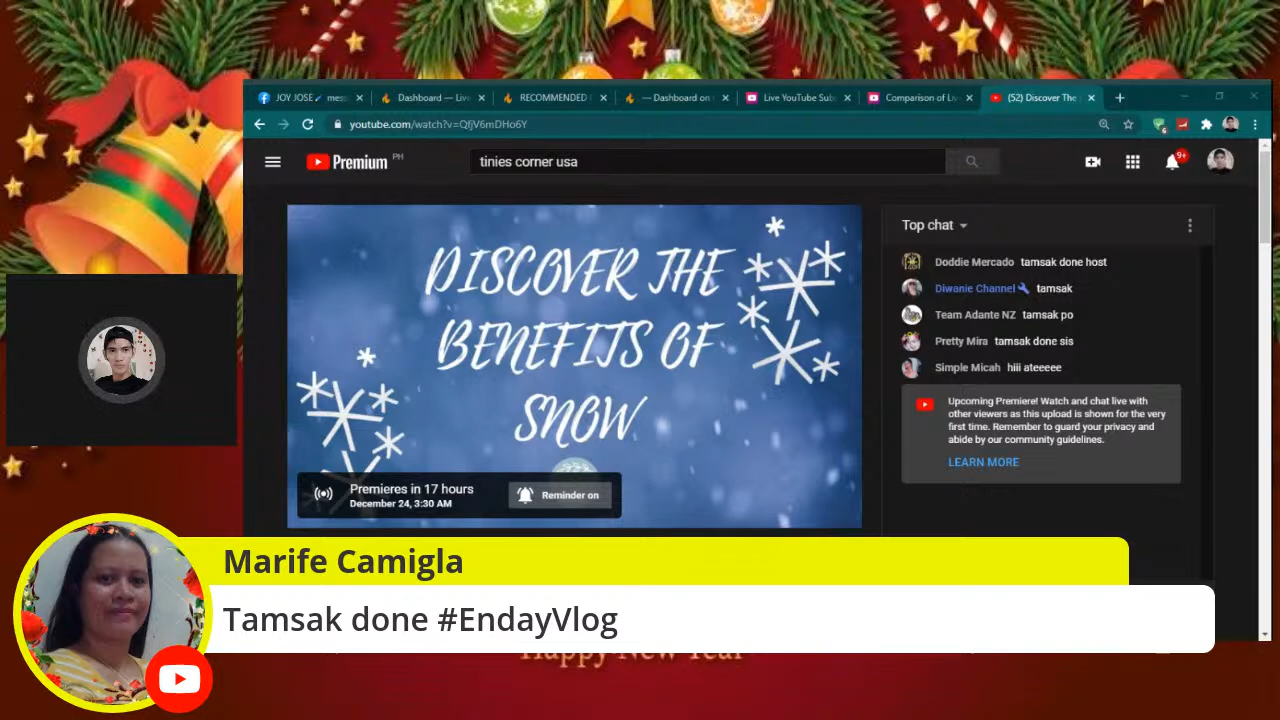 JOY JOSE
Dashboard — Live
RECOMMENDED
— Dashboard on
Live YouTube Sub
Comparison of Li
(52) Discover The
youtube.com/watch?v=QfjV6mDHo6Y
6
Premium PH
tinies corner usa
9+
DISCOVER THE
BENEFITS OF
SNOW
Premieres in 17 hours
December 24, 3:30 AM
Reminder on
Top chat
Doddie Mercado tamsak done host
Diwanie Channel tamsak
Team Adante NZ tamsak po
Pretty Mira tamsak done sis
Simple Micah hiii ateeeee
Upcoming Premiere! Watch and chat live with
other viewers as this upload is shown for the very
first time. Remember to guard your privacy and
abide by our community guidelines.
LEARN MORE
Marife Camigla
Tamsak done #EndayVlog
Happy New Year